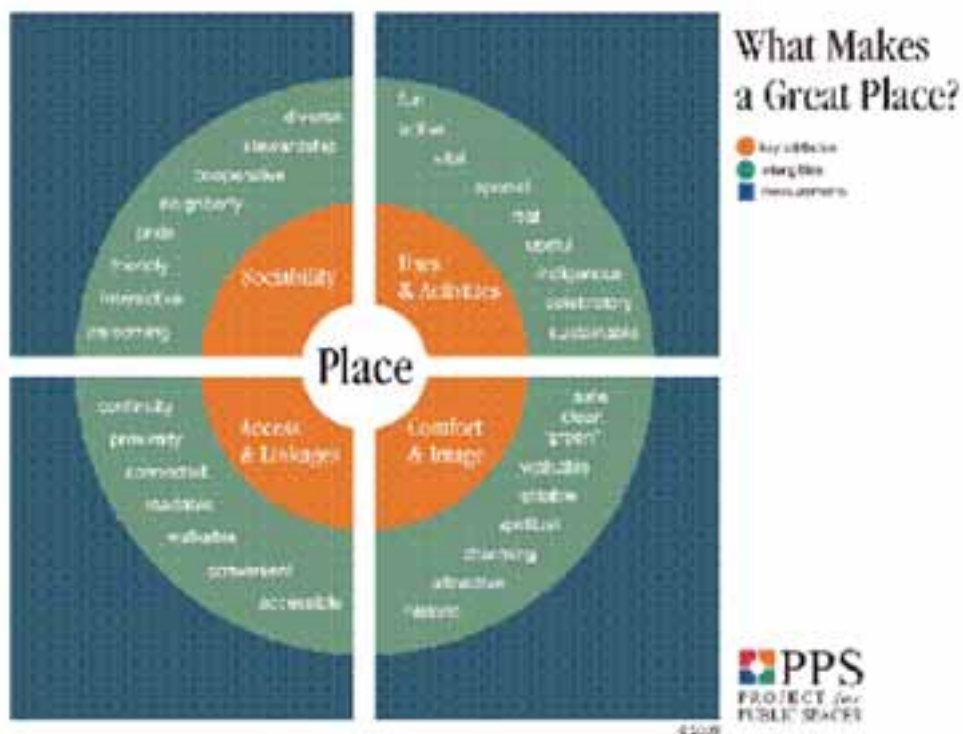 What Makes
a Great Place?
key attributes
intangibles
measurements
diverse
stewardship
cooperative
neighborly
pride
friendly
interactive
welcoming
Sociability
fun
active
vital
special
real
useful
indigenous
celebratory
sustainable
Uses
& Activities
Place
continuity
proximity
connected
readable
walkable
convenient
accessible
Access
& Linkages
Comfort
& Image
safe
clean
"green"
walkable
sittable
spiritual
charming
attractive
historic
PPS
PROJECT for
PUBLIC SPACES